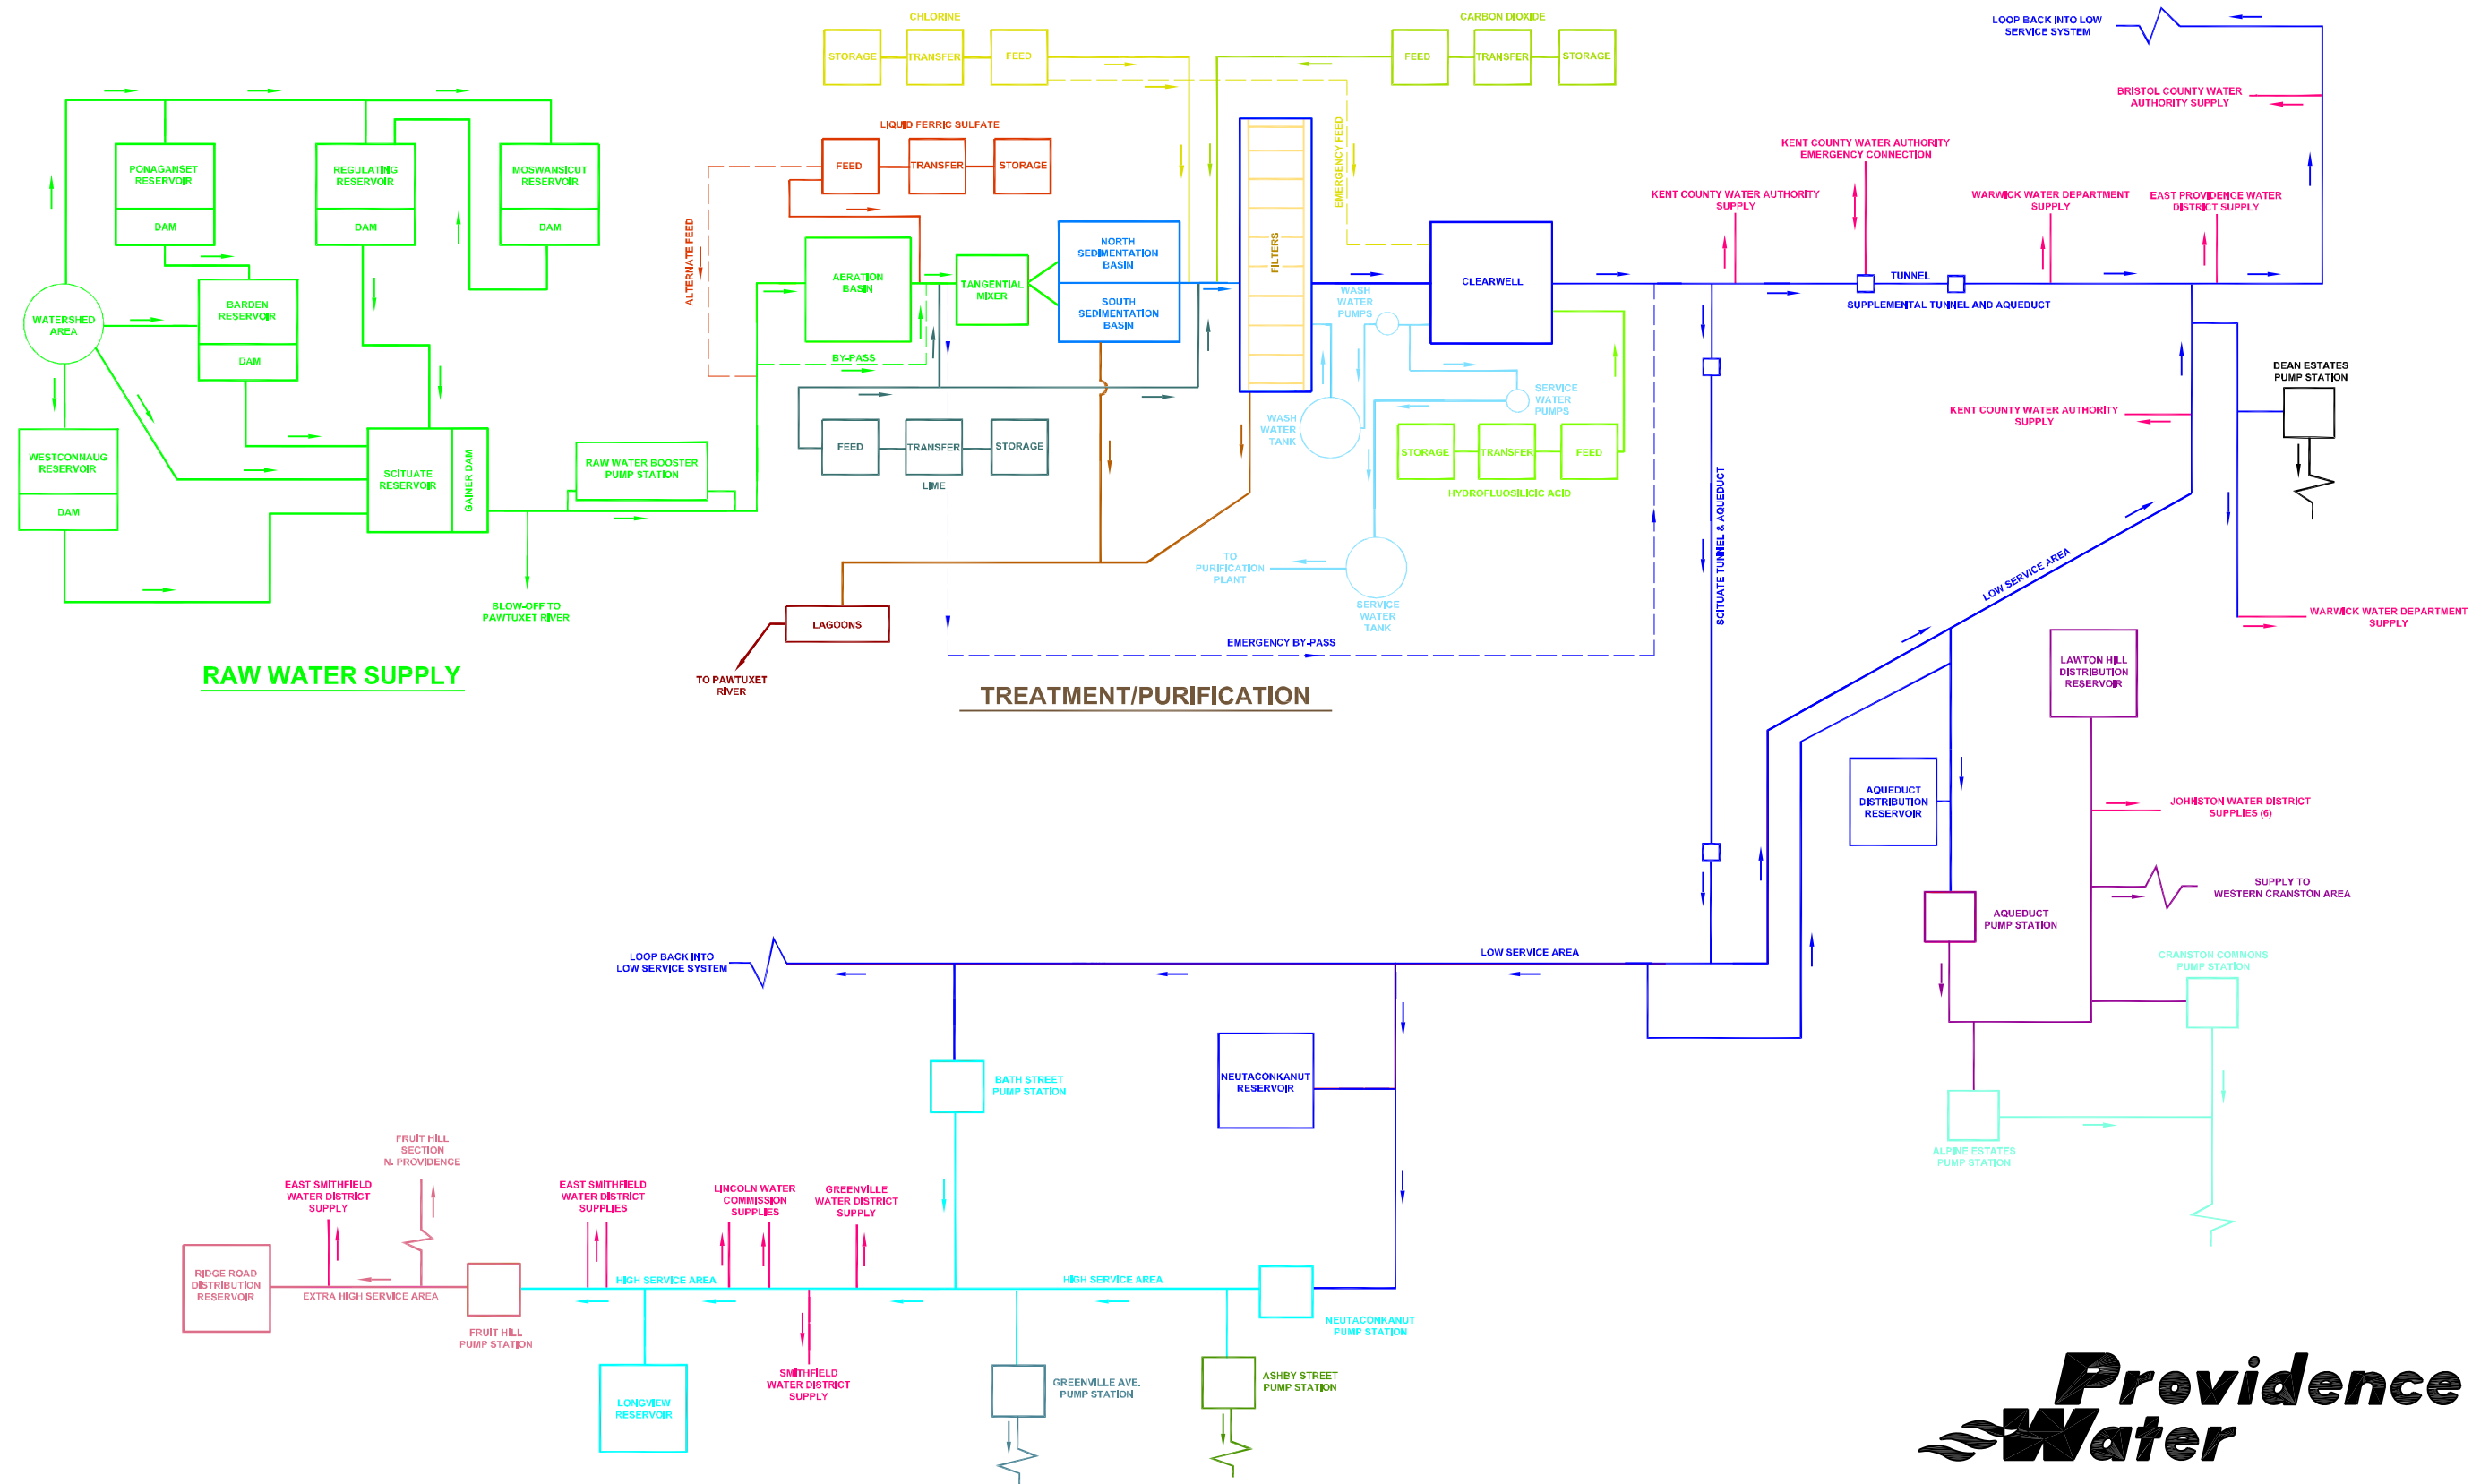 CHLORINE
STORAGE
TRANSFER
FEED
CARBON DIOXIDE
FEED
TRANSFER
STORAGE
LOOP BACK INTO LOW
SERVICE SYSTEM
BRISTOL COUNTY WATER
AUTHORITY SUPPLY
LIQUID FERRIC SULFATE
FEED
TRANSFER
STORAGE
EMERGENCY FEED
KENT COUNTY WATER AUTHORITY
EMERGENCY CONNECTION
KENT COUNTY WATER AUTHORITY
SUPPLY
WARWICK WATER DEPARTMENT
SUPPLY
EAST PROVIDENCE WATER
DISTRICT SUPPLY
PONAGANSET
RESERVOIR
DAM
REGULATING
RESERVOIR
DAM
MOSWANSICUT
RESERVOIR
DAM
ALTERNATE FEED
AERATION
BASIN
TANGENTIAL
MIXER
NORTH
SEDIMENTATION
BASIN
SOUTH
SEDIMENTATION
BASIN
FILTERS
CLEARWELL
WASH
WATER
PUMPS
TUNNEL
SUPPLEMENTAL TUNNEL AND AQUEDUCT
WATERSHED
AREA
BARDEN
RESERVOIR
DAM
BY-PASS
WASH
WATER
TANK
SERVICE
WATER
PUMPS
DEAN ESTATES
PUMP STATION
KENT COUNTY WATER AUTHORITY
SUPPLY
WESTCONNAUG
RESERVOIR
DAM
SCITUATE
RESERVOIR
GAINER DAM
RAW WATER BOOSTER
PUMP STATION
FEED
TRANSFER
STORAGE
LIME
STORAGE
TRANSFER
FEED
HYDROFLUOSILICIC ACID
SCITUATE TUNNEL & AQUEDUCT
LOW SERVICE AREA
TO
PURIFICATION
PLANT
SERVICE
WATER
TANK
BLOW-OFF TO
PAWTUXET RIVER
LAGOONS
EMERGENCY BY-PASS
WARWICK WATER DEPARTMENT
SUPPLY
TO PAWTUXET
RIVER
RAW WATER SUPPLY
TREATMENT/PURIFICATION
LAWTON HILL
DISTRIBUTION
RESERVOIR
AQUEDUCT
DISTRIBUTION
RESERVOIR
JOHNSTON WATER DISTRICT
SUPPLIES (6)
SUPPLY TO
WESTERN CRANSTON AREA
AQUEDUCT
PUMP STATION
LOOP BACK INTO
LOW SERVICE SYSTEM
LOW SERVICE AREA
CRANSTON COMMONS
PUMP STATION
BATH STREET
PUMP STATION
NEUTACONKANUT
RESERVOIR
ALPINE ESTATES
PUMP STATION
FRUIT HILL
SECTION
N. PROVIDENCE
EAST SMITHFIELD
WATER DISTRICT
SUPPLY
EAST SMITHFIELD
WATER DISTRICT
SUPPLIES
LINCOLN WATER
COMMISSION
SUPPLIES
GREENVILLE
WATER DISTRICT
SUPPLY
RIDGE ROAD
DISTRIBUTION
RESERVOIR
EXTRA HIGH SERVICE AREA
HIGH SERVICE AREA
HIGH SERVICE AREA
FRUIT HILL
PUMP STATION
NEUTACONKANUT
PUMP STATION
LONGVIEW
RESERVOIR
SMITHFIELD
WATER DISTRICT
SUPPLY
GREENVILLE AVE.
PUMP STATION
ASHBY STREET
PUMP STATION
Providence
Water